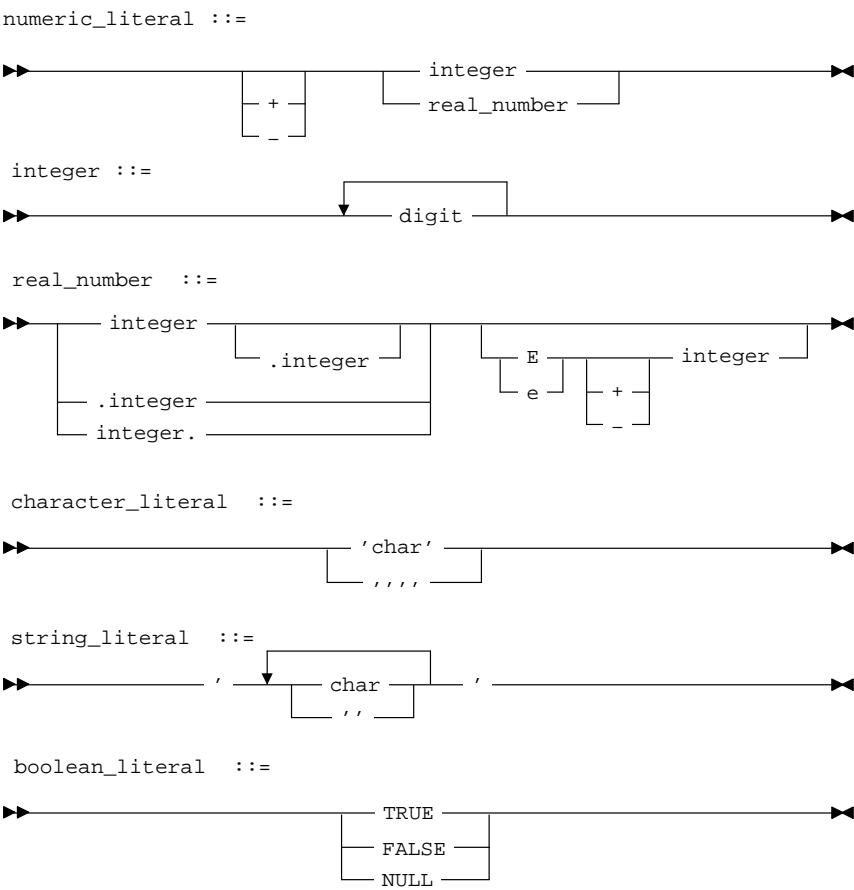 numeric_literal ::=
integer
+ real_number
–
integer ::=
digit
real_number ::=
integer
.integer E integer
e +
.integer –
integer.
character_literal ::=
'char'
''''
string_literal ::=
' char '
''
boolean_literal ::=
TRUE
FALSE
NULL